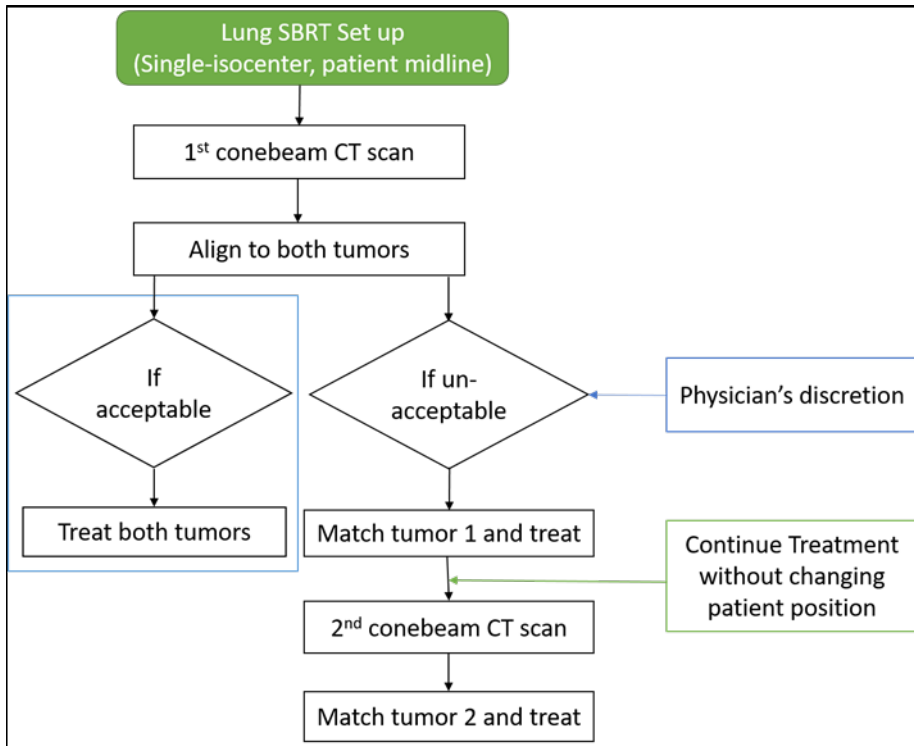 Lung SBRT Set up
(Single-isocenter, patient midline)
1st conebeam CT scan
Align to both tumors
If
acceptable
If un-
acceptable
Physician's discretion
Treat both tumors
Match tumor 1 and treat
Continue Treatment
without changing
patient position
2nd conebeam CT scan
Match tumor 2 and treat